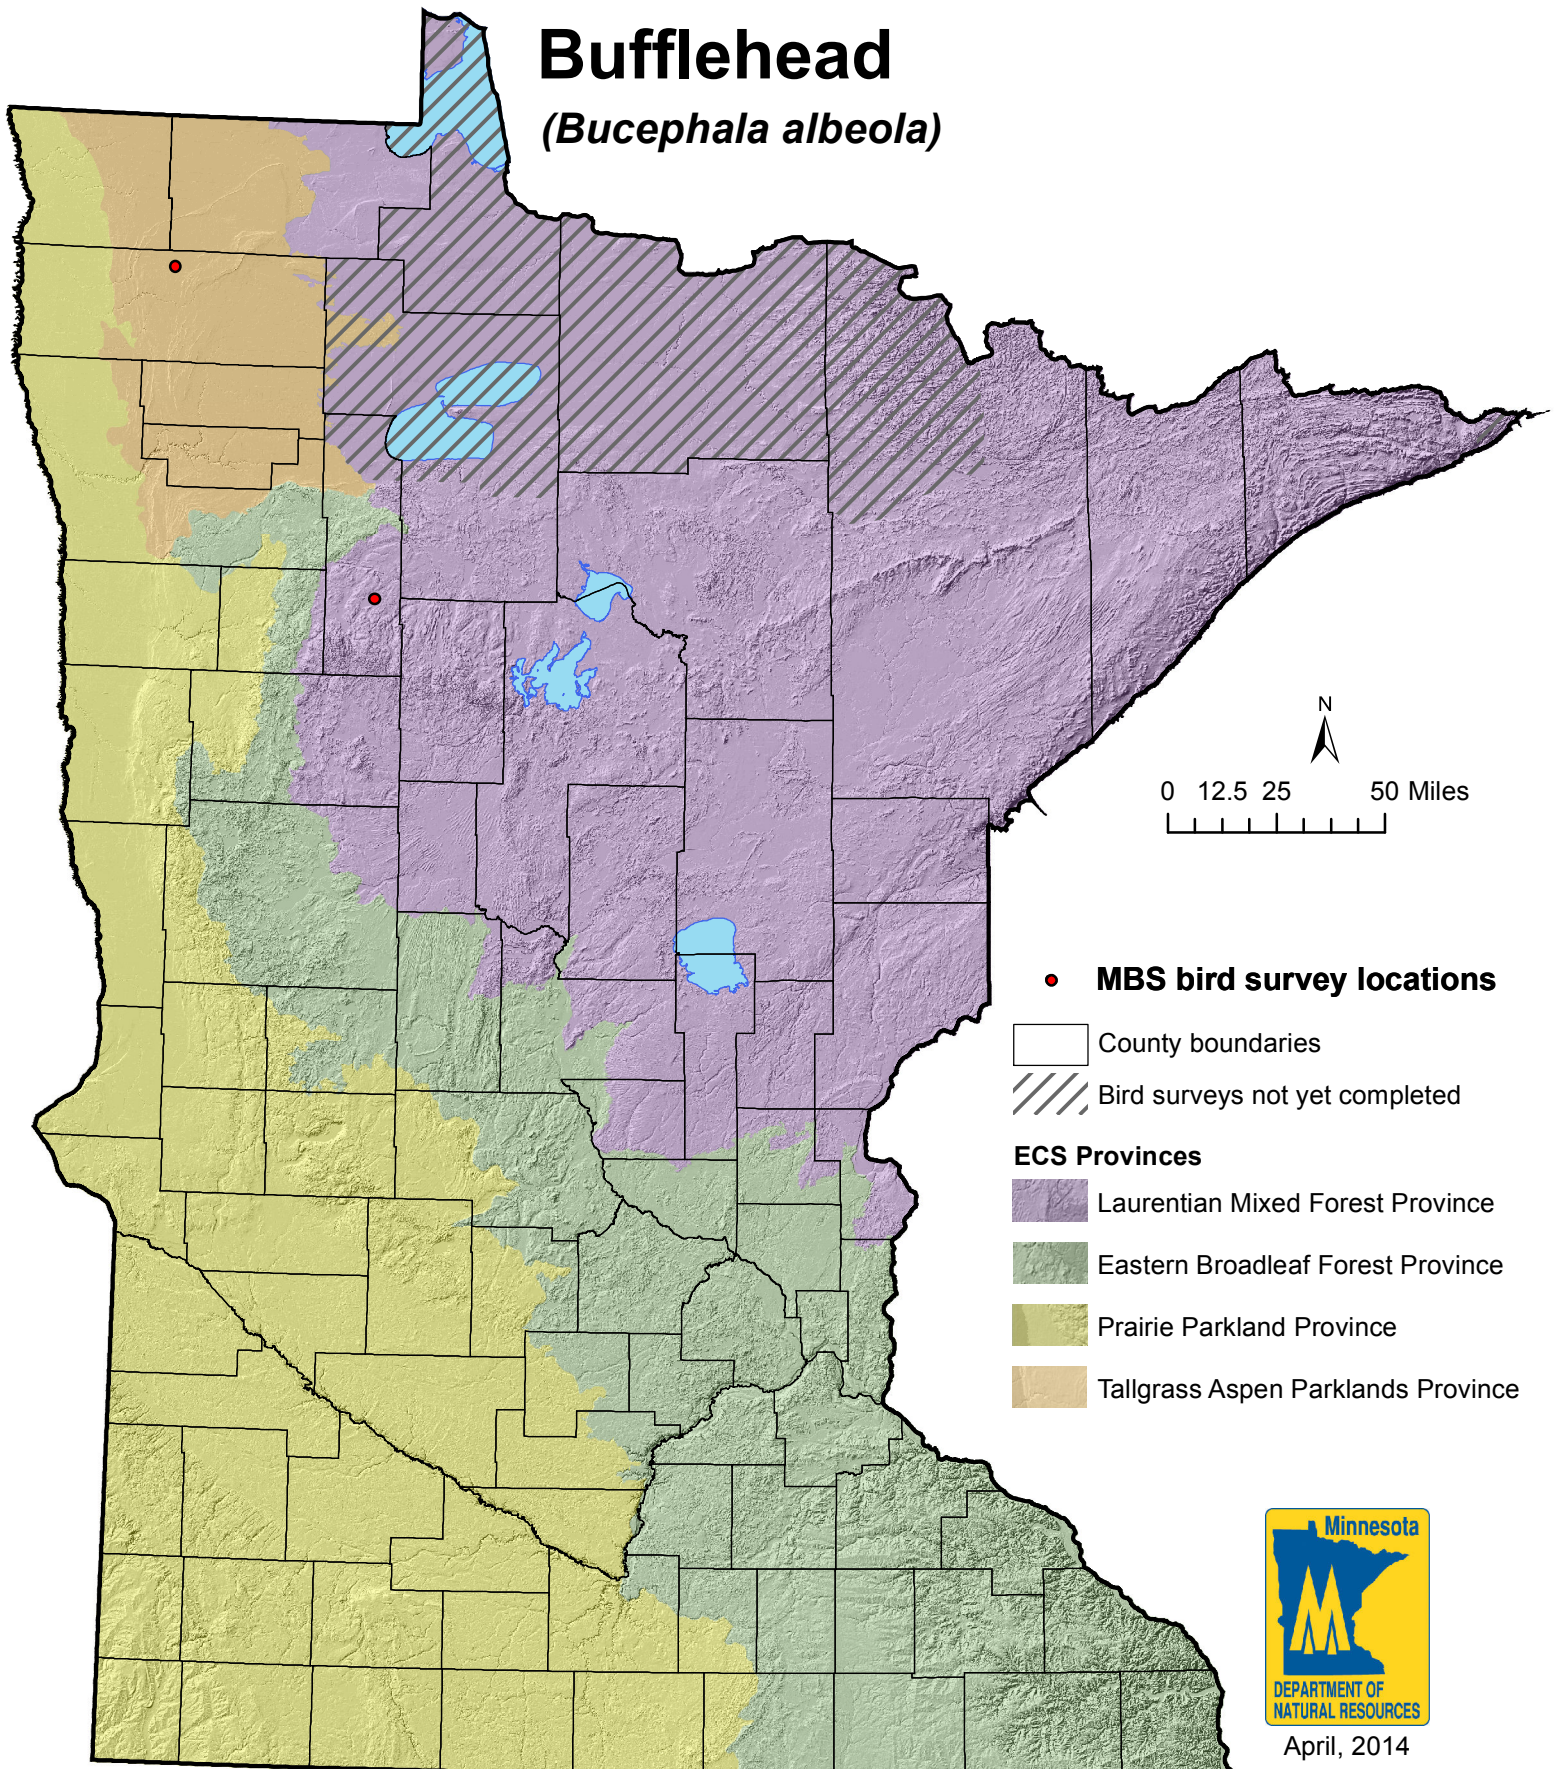 Bufflehead
(Bucephala albeola)
N
0 12.5 25 50 Miles
MBS bird survey locations
County boundaries
Bird surveys not yet completed
ECS Provinces
Laurentian Mixed Forest Province
Eastern Broadleaf Forest Province
Prairie Parkland Province
Tallgrass Aspen Parklands Province
Minnesota
DEPARTMENT OF
NATURAL RESOURCES
April, 2014